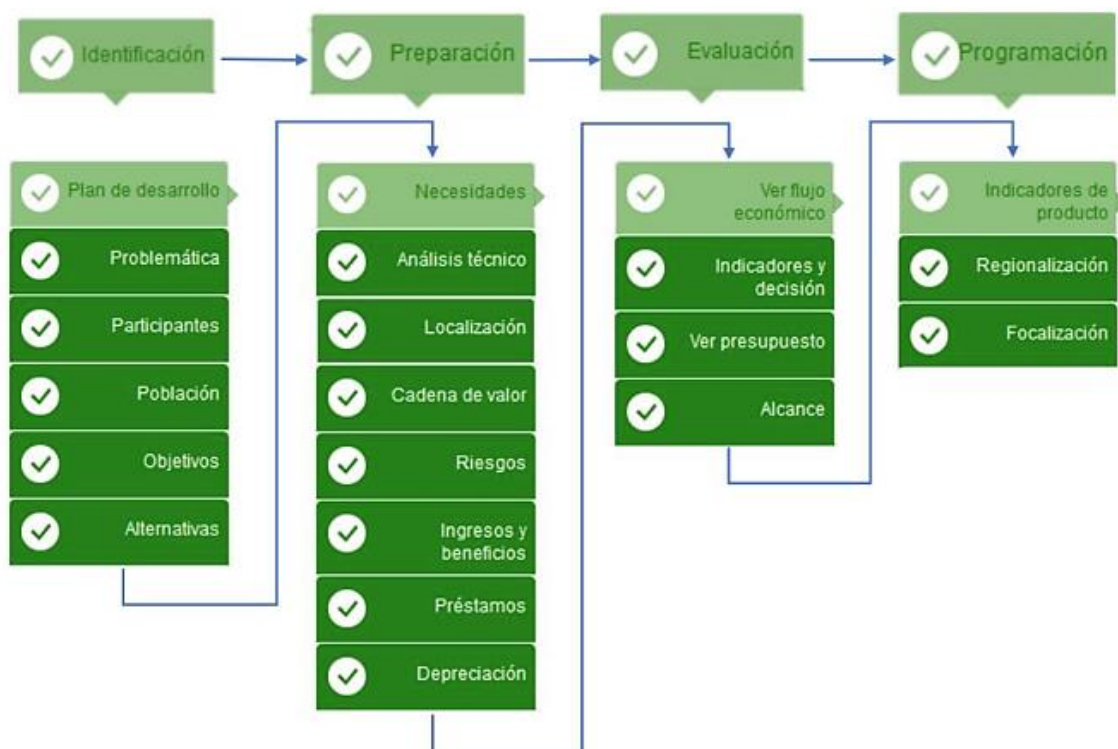 Identificación
Preparación
Evaluación
Programación
Plan de desarrollo
Problemática
Participantes
Población
Objetivos
Alternativas
Necesidades
Análisis técnico
Localización
Cadena de valor
Riesgos
Ingresos y
beneficios
Préstamos
Depreciación
Ver flujo
económico
Indicadores y
decisión
Ver presupuesto
Alcance
Indicadores de
producto
Regionalización
Focalización